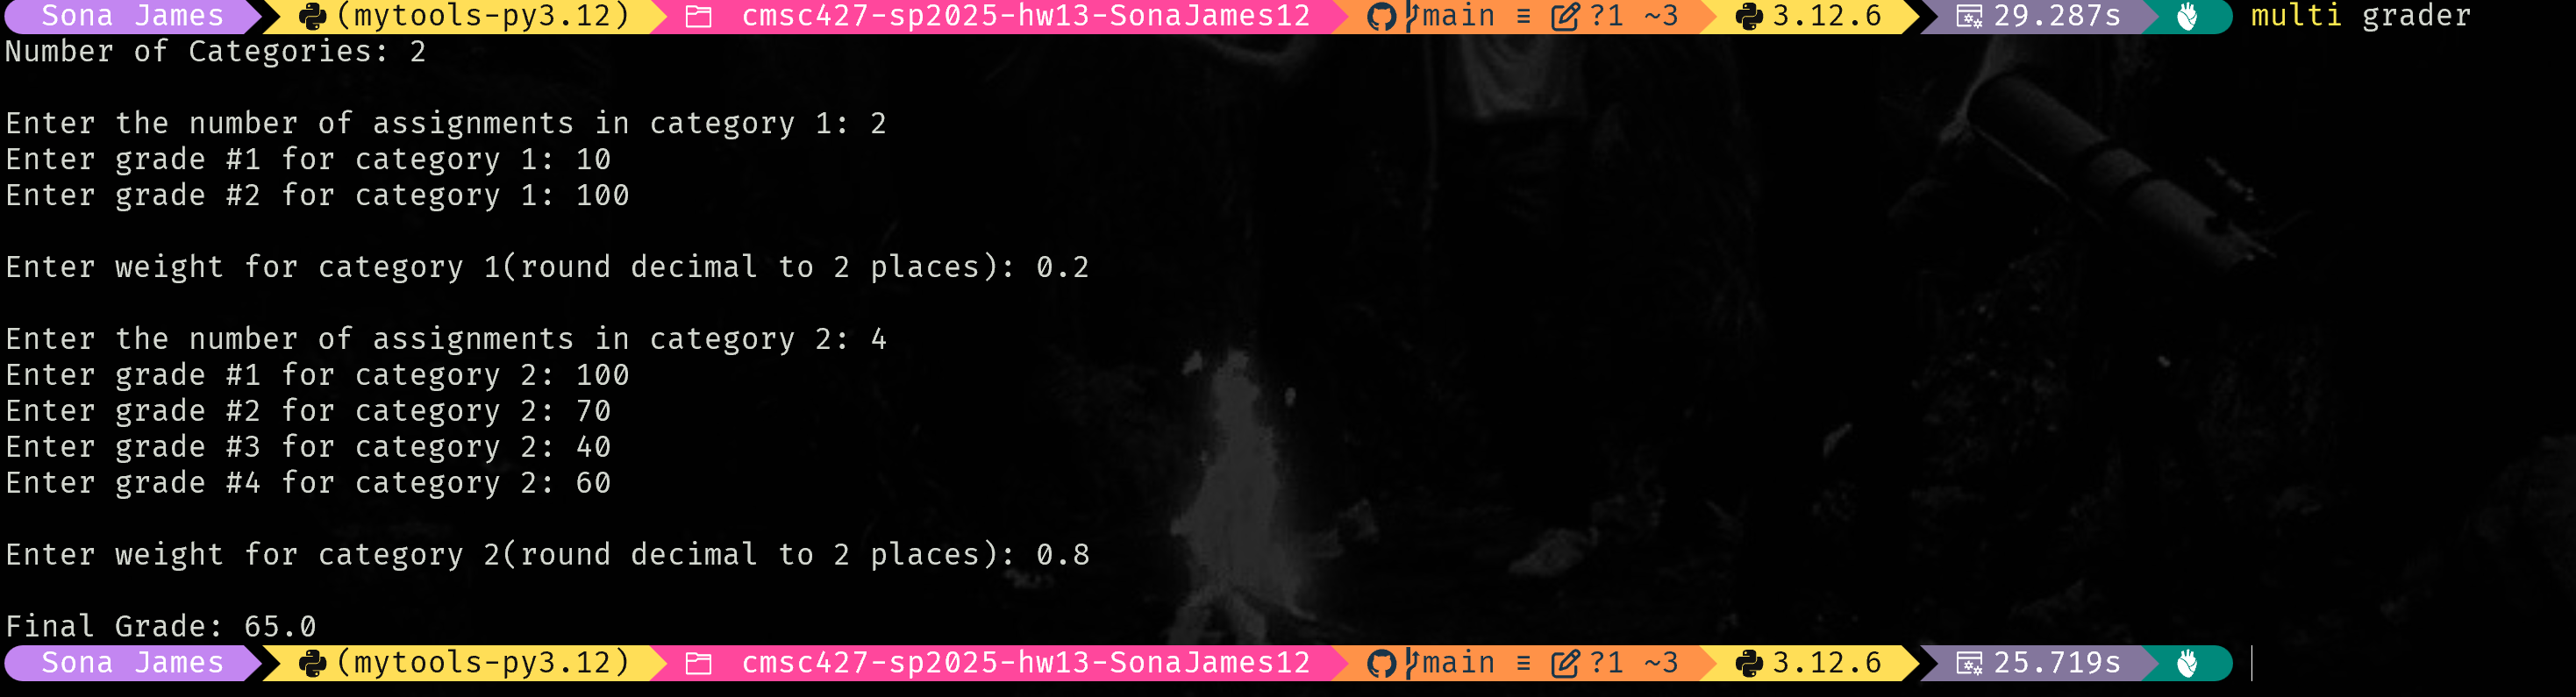 Sona James (mytools-py3.12) cmsc427-sp2025-hw13-SonaJames12 main ≡ ?1 ~3 3.12.6 29.287s multi grader
Number of Categories: 2
Enter the number of assignments in category 1: 2
Enter grade #1 for category 1: 10
Enter grade #2 for category 1: 100
Enter weight for category 1(round decimal to 2 places): 0.2
Enter the number of assignments in category 2: 4
Enter grade #1 for category 2: 100
Enter grade #2 for category 2: 70
Enter grade #3 for category 2: 40
Enter grade #4 for category 2: 60
Enter weight for category 2(round decimal to 2 places): 0.8
Final Grade: 65.0
Sona James (mytools-py3.12) cmsc427-sp2025-hw13-SonaJames12 main ≡ ?1 ~3 3.12.6 25.719s